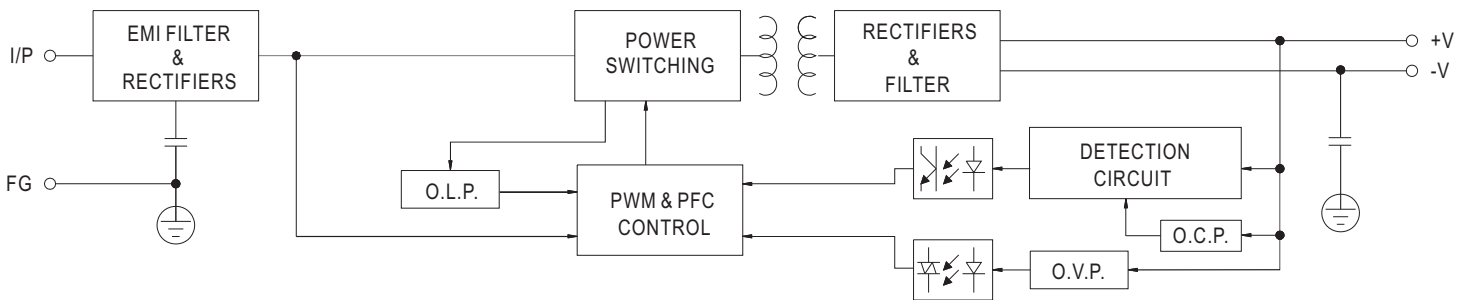 I/P
EMI FILTER
&
RECTIFIERS
POWER
SWITCHING
RECTIFIERS
&
FILTER
+V
-V
FG
O.L.P.
PWM & PFC
CONTROL
DETECTION
CIRCUIT
O.C.P.
O.V.P.